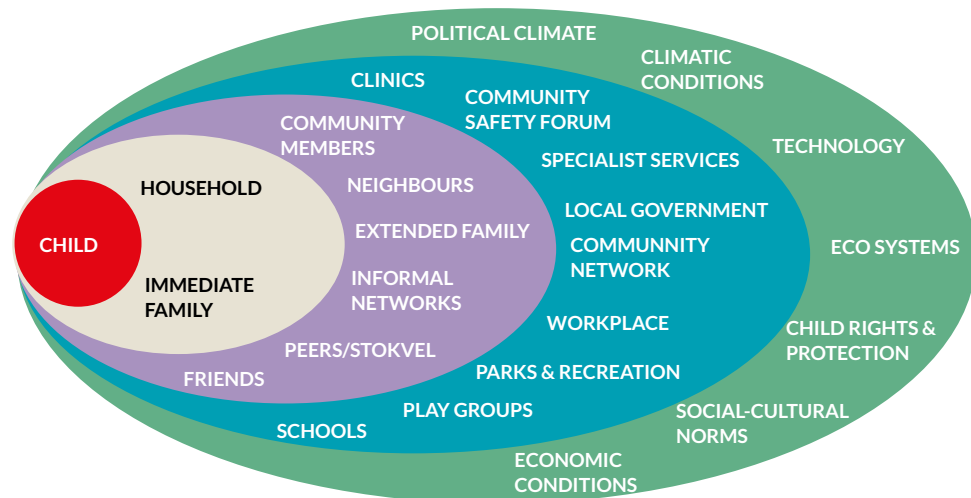 POLITICAL CLIMATE
CLIMATIC
CONDITIONS
TECHNOLOGY
ECO SYSTEMS
CHILD RIGHTS &
PROTECTION
SOCIAL-CULTURAL
NORMS
ECONOMIC
CONDITIONS
CLINICS
COMMUNITY
SAFETY FORUM
SPECIALIST SERVICES
LOCAL GOVERNMENT
COMMUNNITY
NETWORK
WORKPLACE
PARKS & RECREATION
PLAY GROUPS
SCHOOLS
COMMUNITY
MEMBERS
NEIGHBOURS
EXTENDED FAMILY
INFORMAL
NETWORKS
PEERS/STOKVEL
FRIENDS
HOUSEHOLD
IMMEDIATE
FAMILY
CHILD